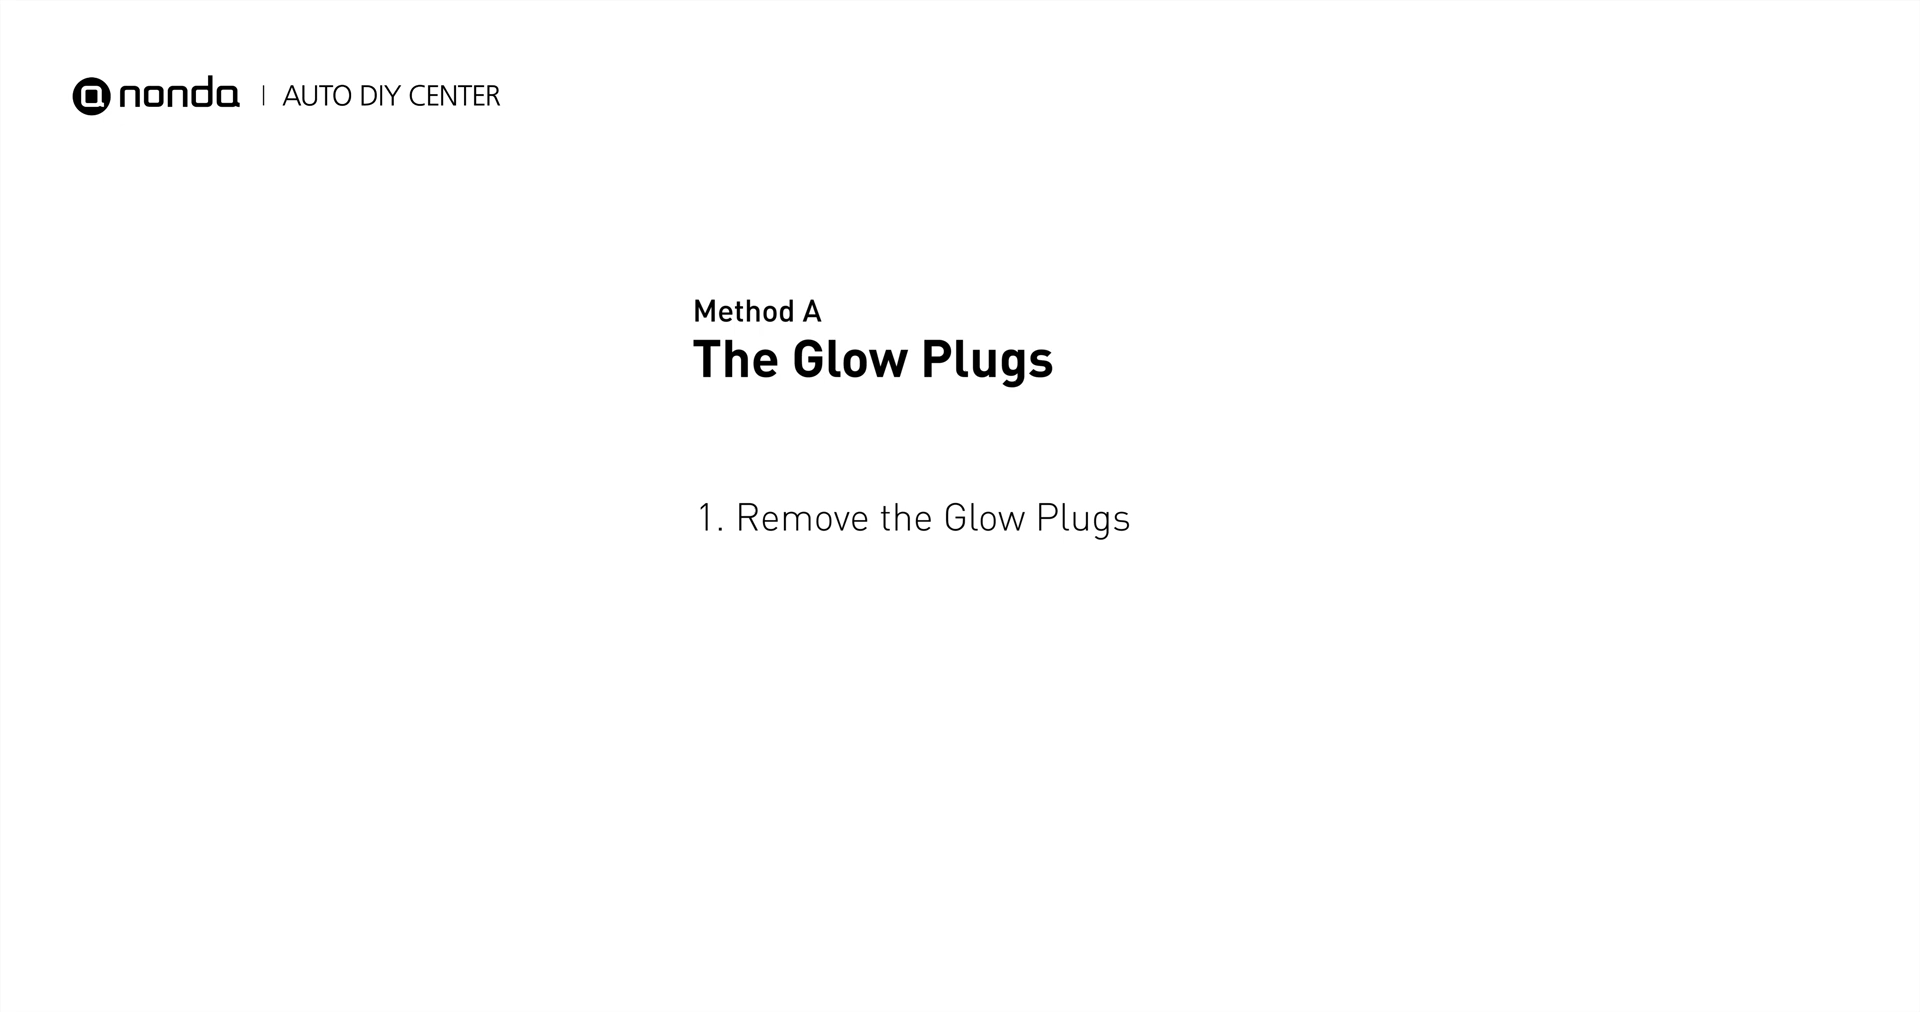 nonda | AUTO DIY CENTER
Method A
The Glow Plugs
1. Remove the Glow Plugs